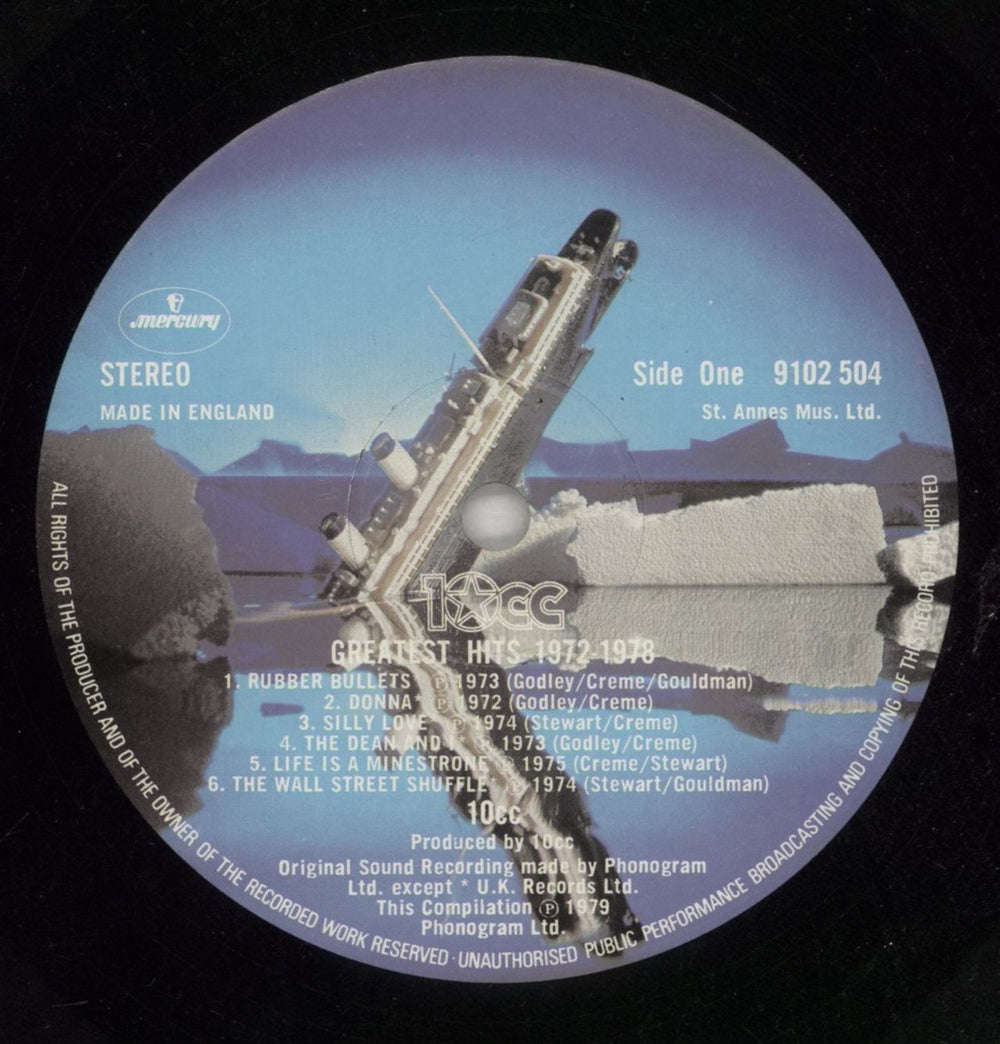 mercury
STEREO
MADE IN ENGLAND
Side One 9102 504
St. Annes Mus. Ltd.
10cc
GREATEST HITS 1972-1978
1. RUBBER BULLETS* Ⓟ 1973 (Godley/Creme/Gouldman)
2. DONNA* Ⓟ 1972 (Godley/Creme)
3. SILLY LOVE* Ⓟ 1974 (Stewart/Creme)
4. THE DEAN AND I* Ⓟ 1973 (Godley/Creme)
5. LIFE IS A MINESTRONE Ⓟ 1975 (Creme/Stewart)
6. THE WALL STREET SHUFFLE* Ⓟ 1974 (Stewart/Gouldman)
10cc
Produced by 10cc
Original Sound Recording made by Phonogram
Ltd. except * U.K. Records Ltd.
This Compilation Ⓟ 1979
Phonogram Ltd.
ALL RIGHTS OF THE PRODUCER AND OF THE OWNER OF THE RECORDED WORK RESERVED · UNAUTHORISED PUBLIC PERFORMANCE BROADCASTING AND COPYING OF THIS RECORD PROHIBITED